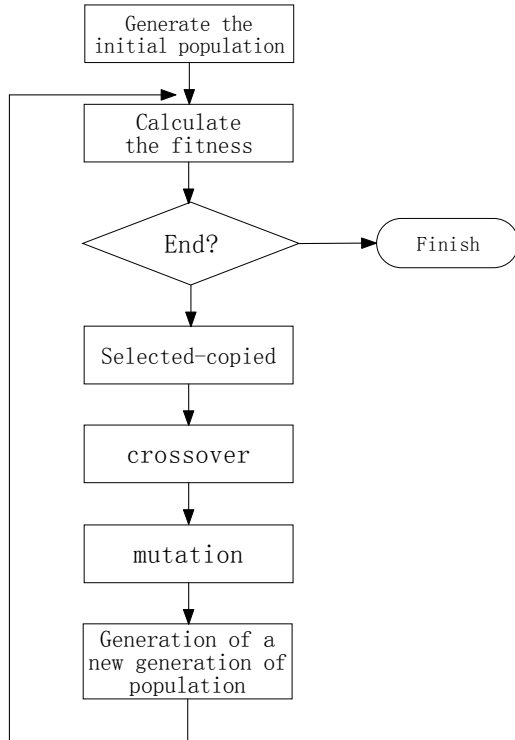 Generate the
initial population
Calculate
the fitness
End?
Finish
Selected-copied
crossover
mutation
Generation of a
new generation of
population